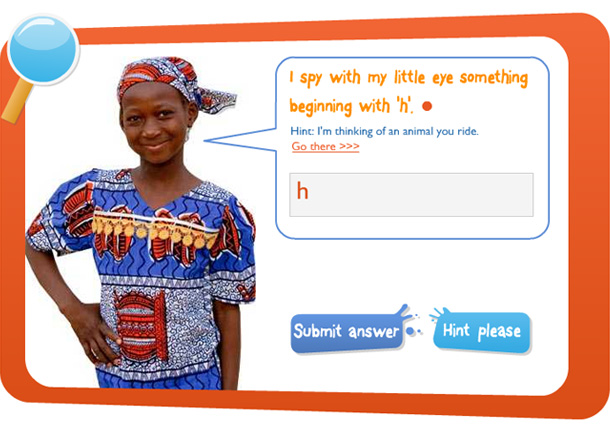 I spy with my little eye something
beginning with 'h'.
Hint: I'm thinking of an animal you ride.
Go there >>>
h
Submit answer
Hint please